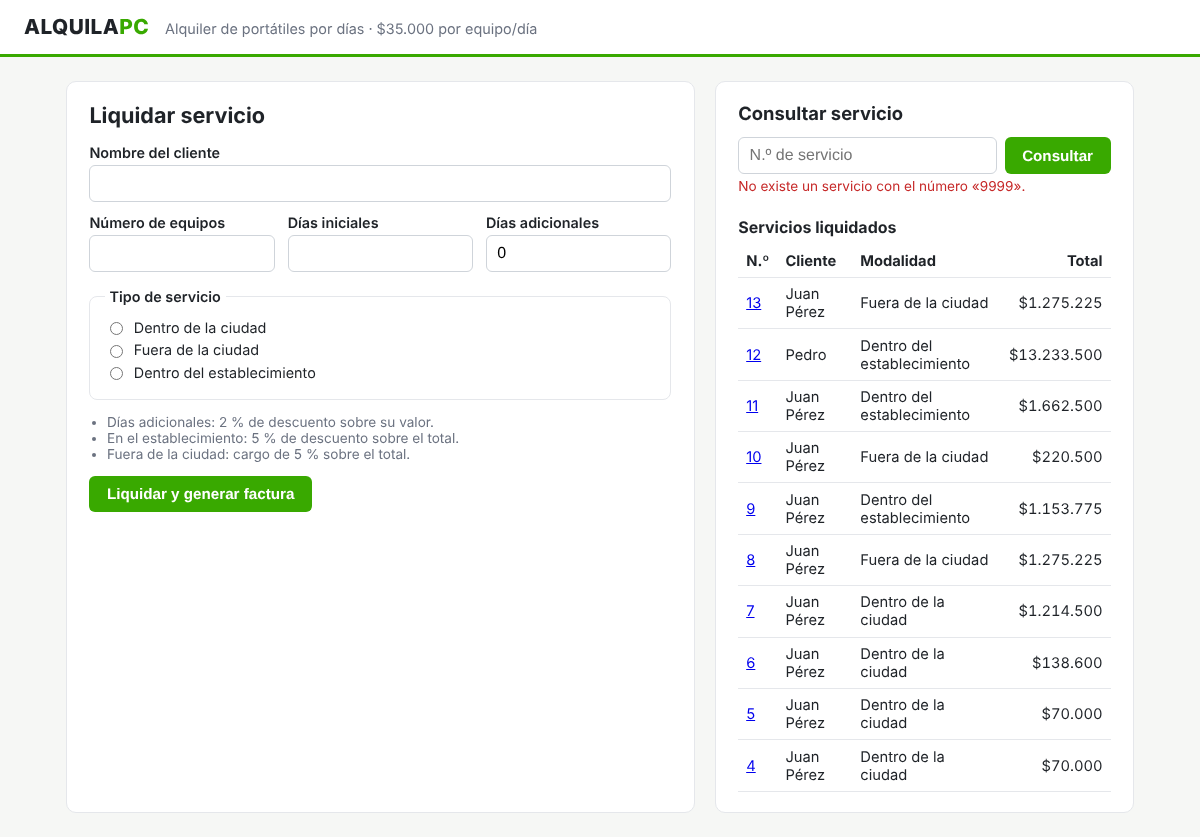 ALQUILAPC Alquiler de portátiles por días · $35.000 por equipo/día
Liquidar servicio
Nombre del cliente
Número de equipos Días iniciales Días adicionales
0
Tipo de servicio
Dentro de la ciudad
Fuera de la ciudad
Dentro del establecimiento
Días adicionales: 2 % de descuento sobre su valor.
En el establecimiento: 5 % de descuento sobre el total.
Fuera de la ciudad: cargo de 5 % sobre el total.
Liquidar y generar factura
Consultar servicio
N.º de servicio Consultar
No existe un servicio con el número «9999».
Servicios liquidados
N.º Cliente Modalidad Total
13 Juan Pérez Fuera de la ciudad $1.275.225
12 Pedro Dentro del establecimiento $13.233.500
11 Juan Pérez Dentro del establecimiento $1.662.500
10 Juan Pérez Fuera de la ciudad $220.500
9 Juan Pérez Dentro del establecimiento $1.153.775
8 Juan Pérez Fuera de la ciudad $1.275.225
7 Juan Pérez Dentro de la ciudad $1.214.500
6 Juan Pérez Dentro de la ciudad $138.600
5 Juan Pérez Dentro de la ciudad $70.000
4 Juan Pérez Dentro de la ciudad $70.000